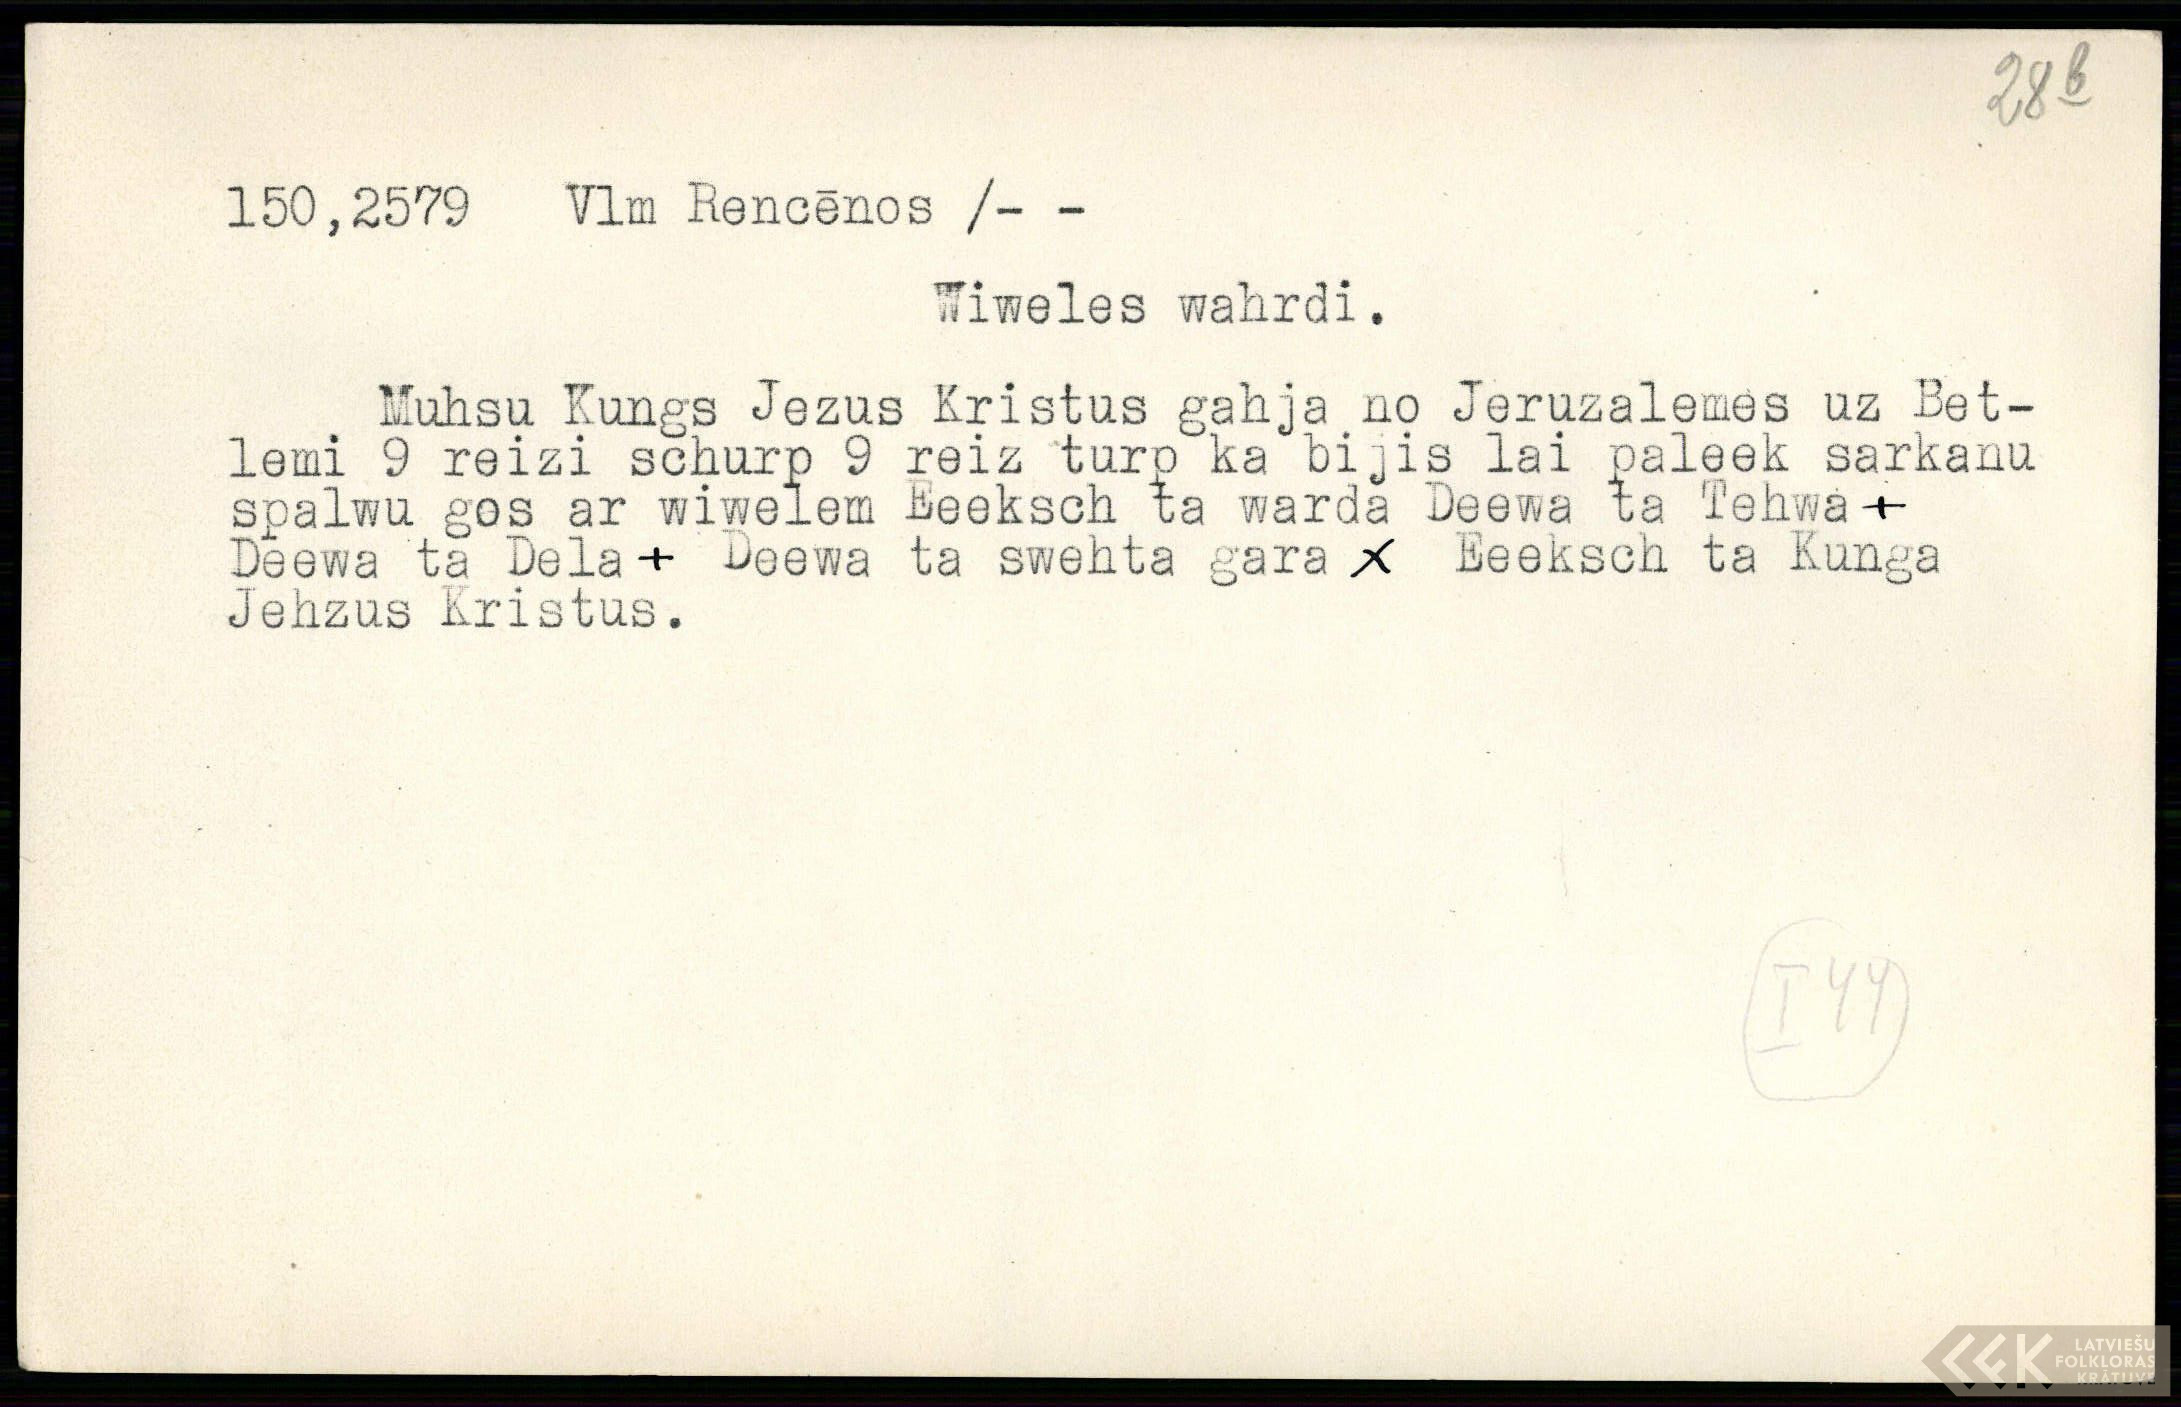 28b
150,2579 Vlm Rencēnos /- -
Wiweles wahrdi.
Muhsu Kungs Jezus Kristus gahja no Jeruzalemes uz Bet-
lemi 9 reizi schurp 9 reiz turp ka bijis lai paleek sarkanu
spalwu gos ar wiwelem Eeeksch ta warda Deewa ta Tehwa +
Deewa ta Dela + Deewa ta swehta gara x Eeeksch ta Kunga
Jehzus Kristus.
I 44
LATVIEŠU
FOLKLORAS
KRĀTUVE